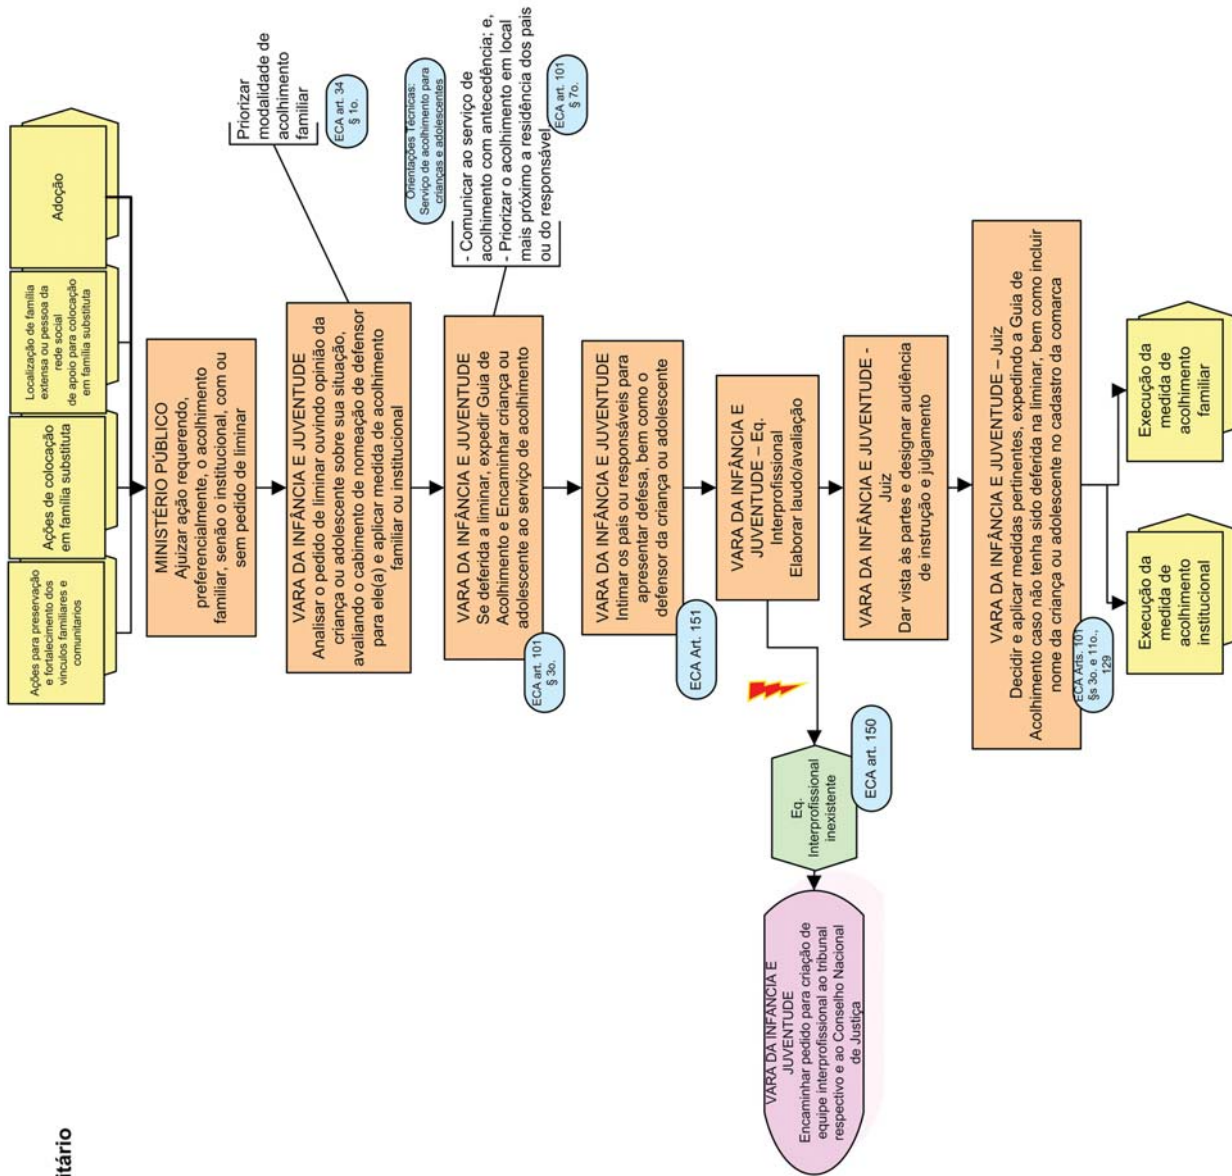 itário
Ações para preservação
e fortalecimento dos
vínculos familiares e
comunitarios
Ações de colocação
em família substituta
Localização de família
extensa ou pessoa da
rede social
de apoio para colocação
em família substituta
Adoção
MINISTÉRIO PÚBLICO
Ajuizar ação requerendo,
preferencialmente, o acolhimento
familiar, senão o institucional, com ou
sem pedido de liminar
VARA DA INFÂNCIA E JUVENTUDE
Analisar o pedido de liminar ouvindo opinião da
criança ou adolescente sobre sua situação,
avaliando o cabimento de nomeação de defensor
para ele(a) e aplicar medida de acolhimento
familiar ou institucional
Priorizar
modalidade de
acolhimento
familiar
ECA art. 34
§ 1o.
VARA DA INFÂNCIA E JUVENTUDE
Se deferida a liminar, expedir Guia de
Acolhimento e Encaminhar criança ou
adolescente ao serviço de acolhimento
ECA art. 101
§ 3o.
Orientações Técnicas:
Serviço de acolhimento para
crianças e adolescentes
- Comunicar ao serviço de
acolhimento com antecedência; e,
- Priorizar o acolhimento em local
mais próximo a residência dos pais
ou do responsável
ECA art. 101
§ 7o.
VARA DA INFÂNCIA E JUVENTUDE
Intimar os pais ou responsáveis para
apresentar defesa, bem como o
defensor da criança ou adolescente
ECA Art. 151
VARA DA INFÂNCIA E
JUVENTUDE – Eq.
Interprofissional
Elaborar laudo/avaliação
Eq.
Interprofissional
inexistente
ECA art. 150
VARA DA INFANCIA E
JUVENTUDE
Encaminhar pedido para criação de
equipe interprofissional ao tribunal
respectivo e ao Conselho Nacional
de Justiça
VARA DA INFÂNCIA E JUVENTUDE -
Juiz
Dar vista às partes e designar audiência
de instrução e julgamento
VARA DA INFÂNCIA E JUVENTUDE – Juiz
Decidir e aplicar medidas pertinentes, expedindo a Guia de
Acolhimento caso não tenha sido deferida na liminar, bem como incluir
nome da criança ou adolescente no cadastro da comarca
ECA Arts. 101
§s 3o. e 11o.,
129
Execução da
medida de
acolhimento
institucional
Execução da
medida de
acolhimento
familiar